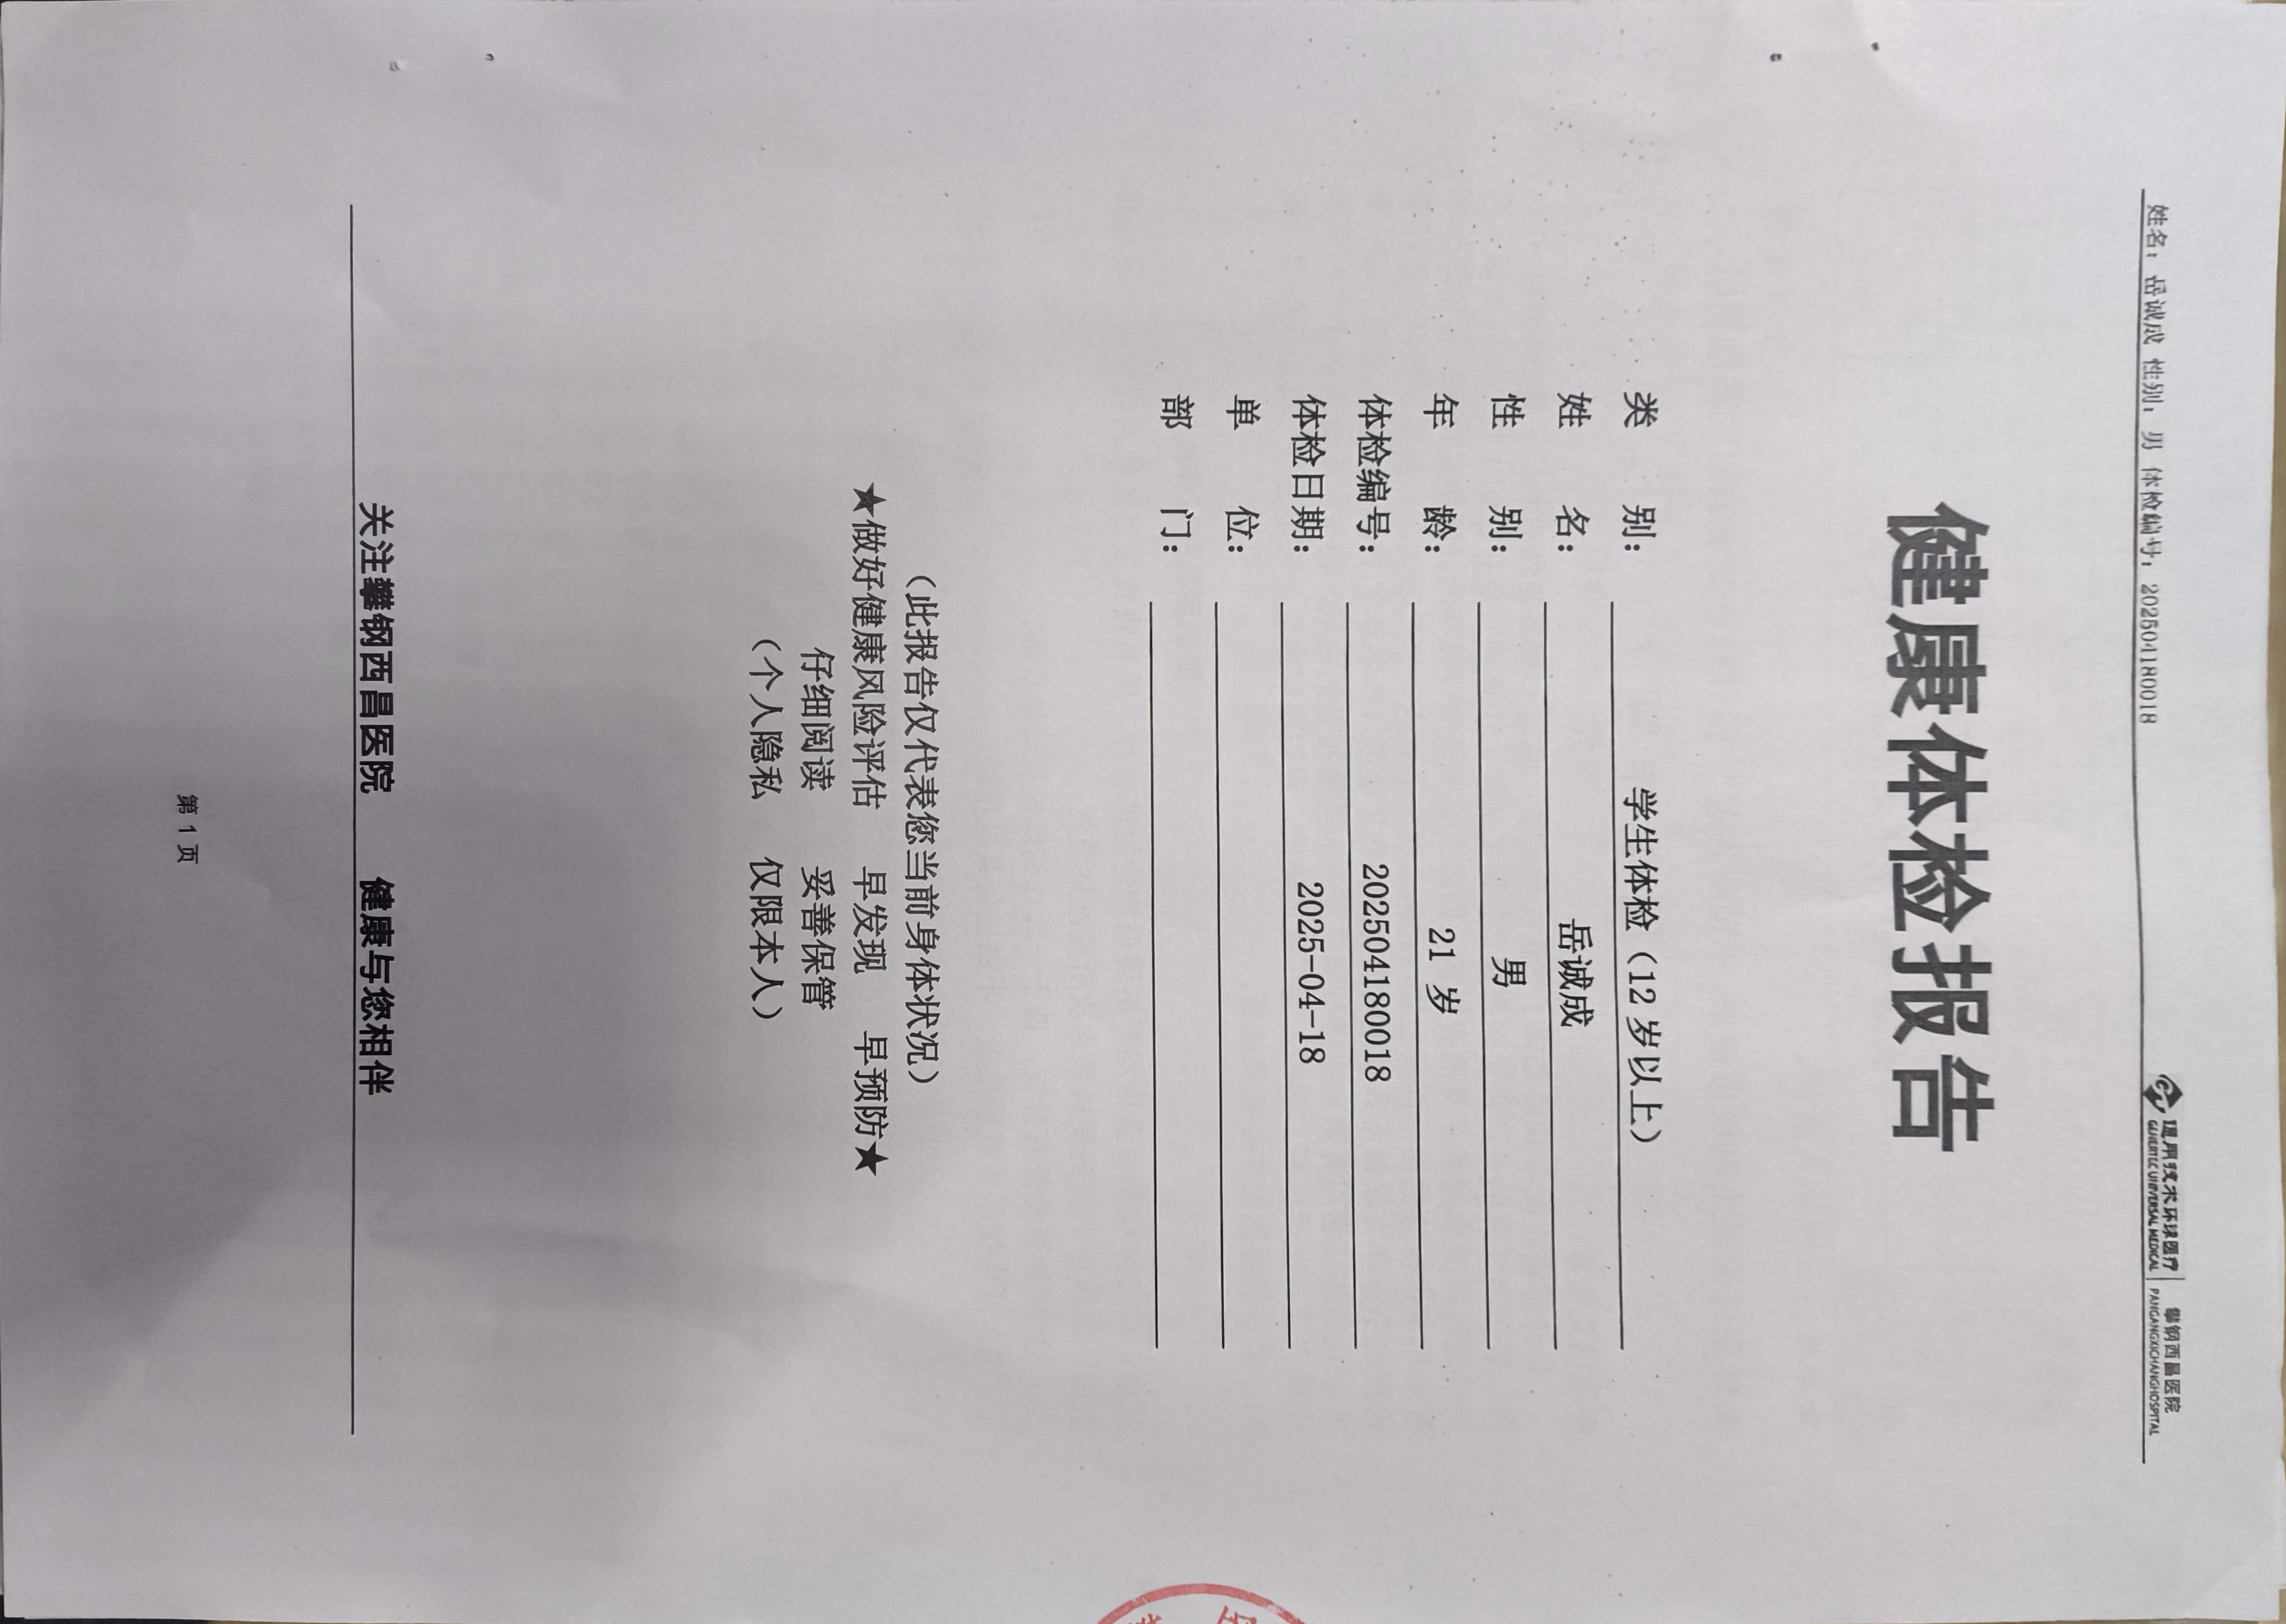 姓名：岳诚成 性别：男 体检编号：202504180018
通用技术环球医疗 攀钢西昌医院
GENERTEC UNIVERSAL MEDICAL PANGANGXICHANGHOSPITAL
健康体检报告
类 别： 学生体检（12 岁以上）
姓 名： 岳诚成
性 别： 男
年 龄： 21 岁
体检编号： 202504180018
体检日期： 2025-04-18
单 位：
部 门：
（此报告仅代表您当前身体状况）
★做好健康风险评估 早发现 早预防★
仔细阅读 妥善保管
（个人隐私 仅限本人）
关注攀钢西昌医院 健康与您相伴
第 1 页